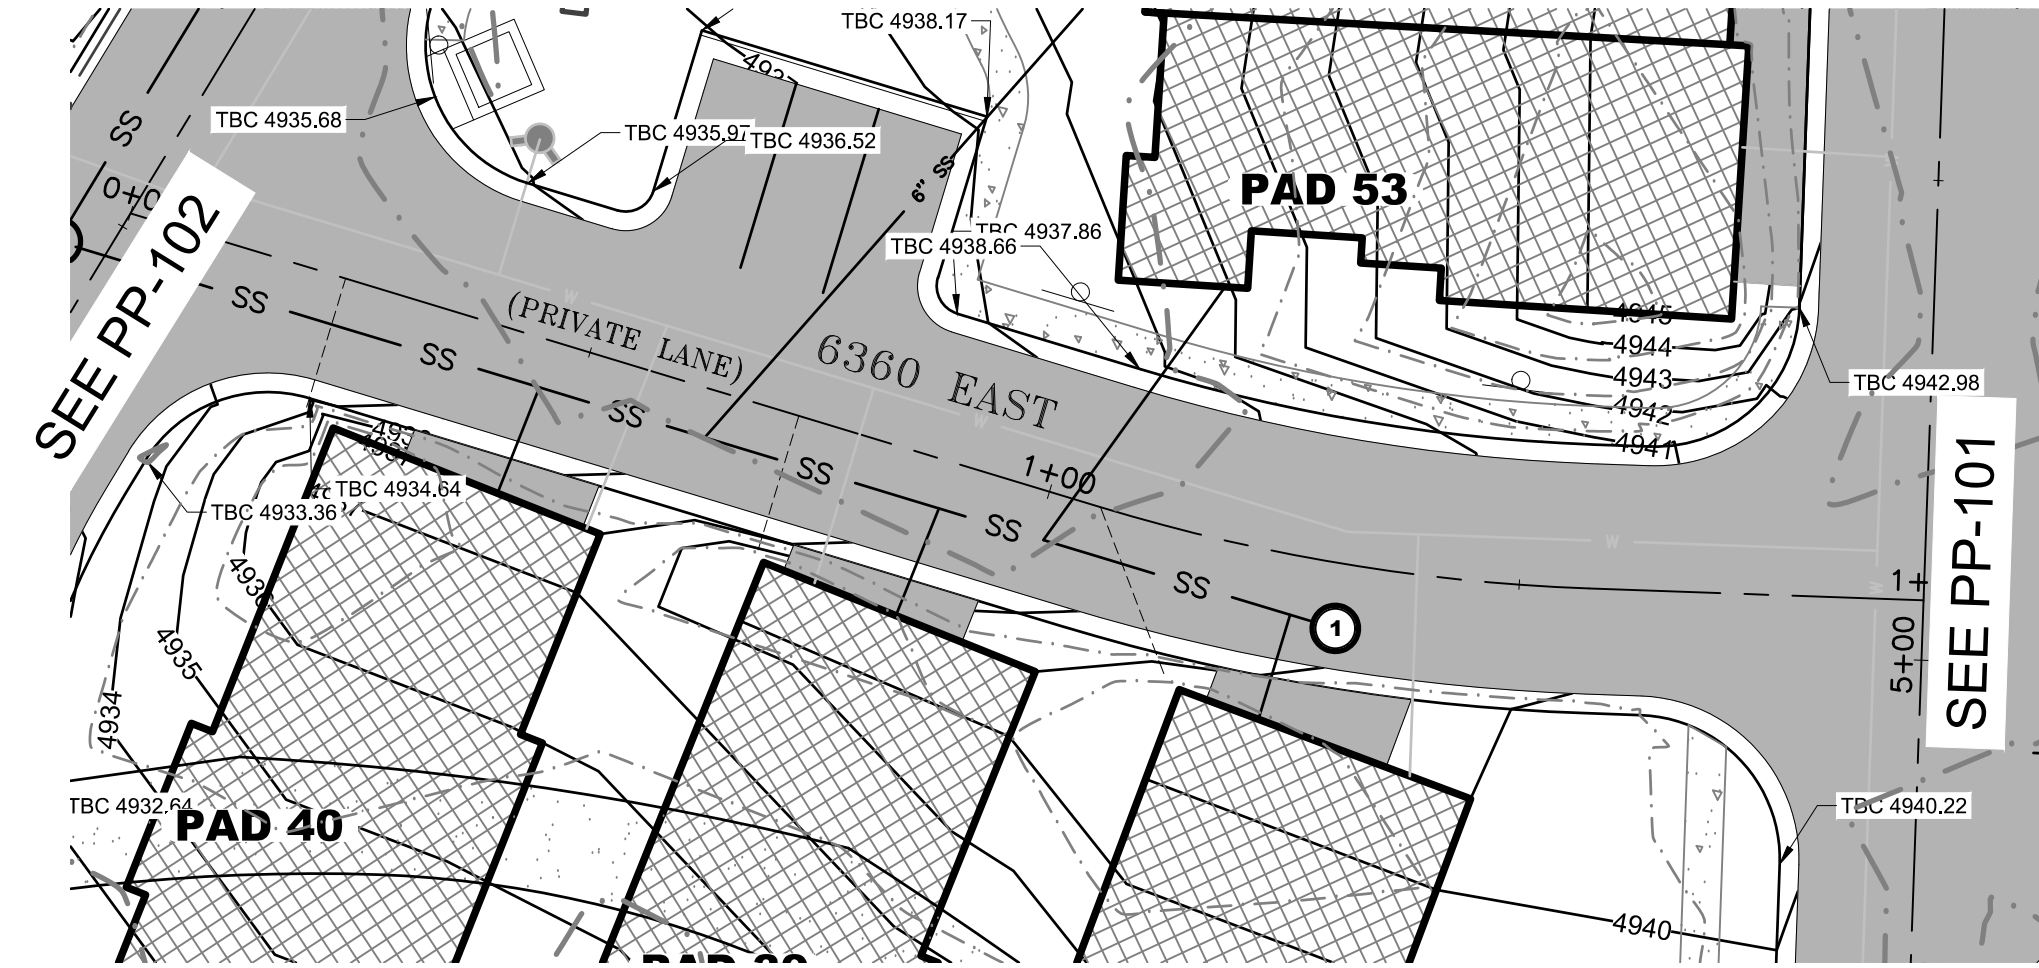 TBC 4938.17
TBC 4935.68
TBC 4935.97
TBC 4936.52
SS
6" SS
PAD 53
SEE PP-102
TBC 4937.86
TBC 4938.66
SS
W
(PRIVATE LANE)
6360 EAST
W
4945
4944
4943
4942
4941
TBC 4942.98
SS
SS
SS
1+00
SS
SS
W
W
1+
5+00
SEE PP-101
TBC 4934.64
TBC 4933.36
4935
4934
1
TBC 4932.64
PAD 40
TBC 4940.22
4940